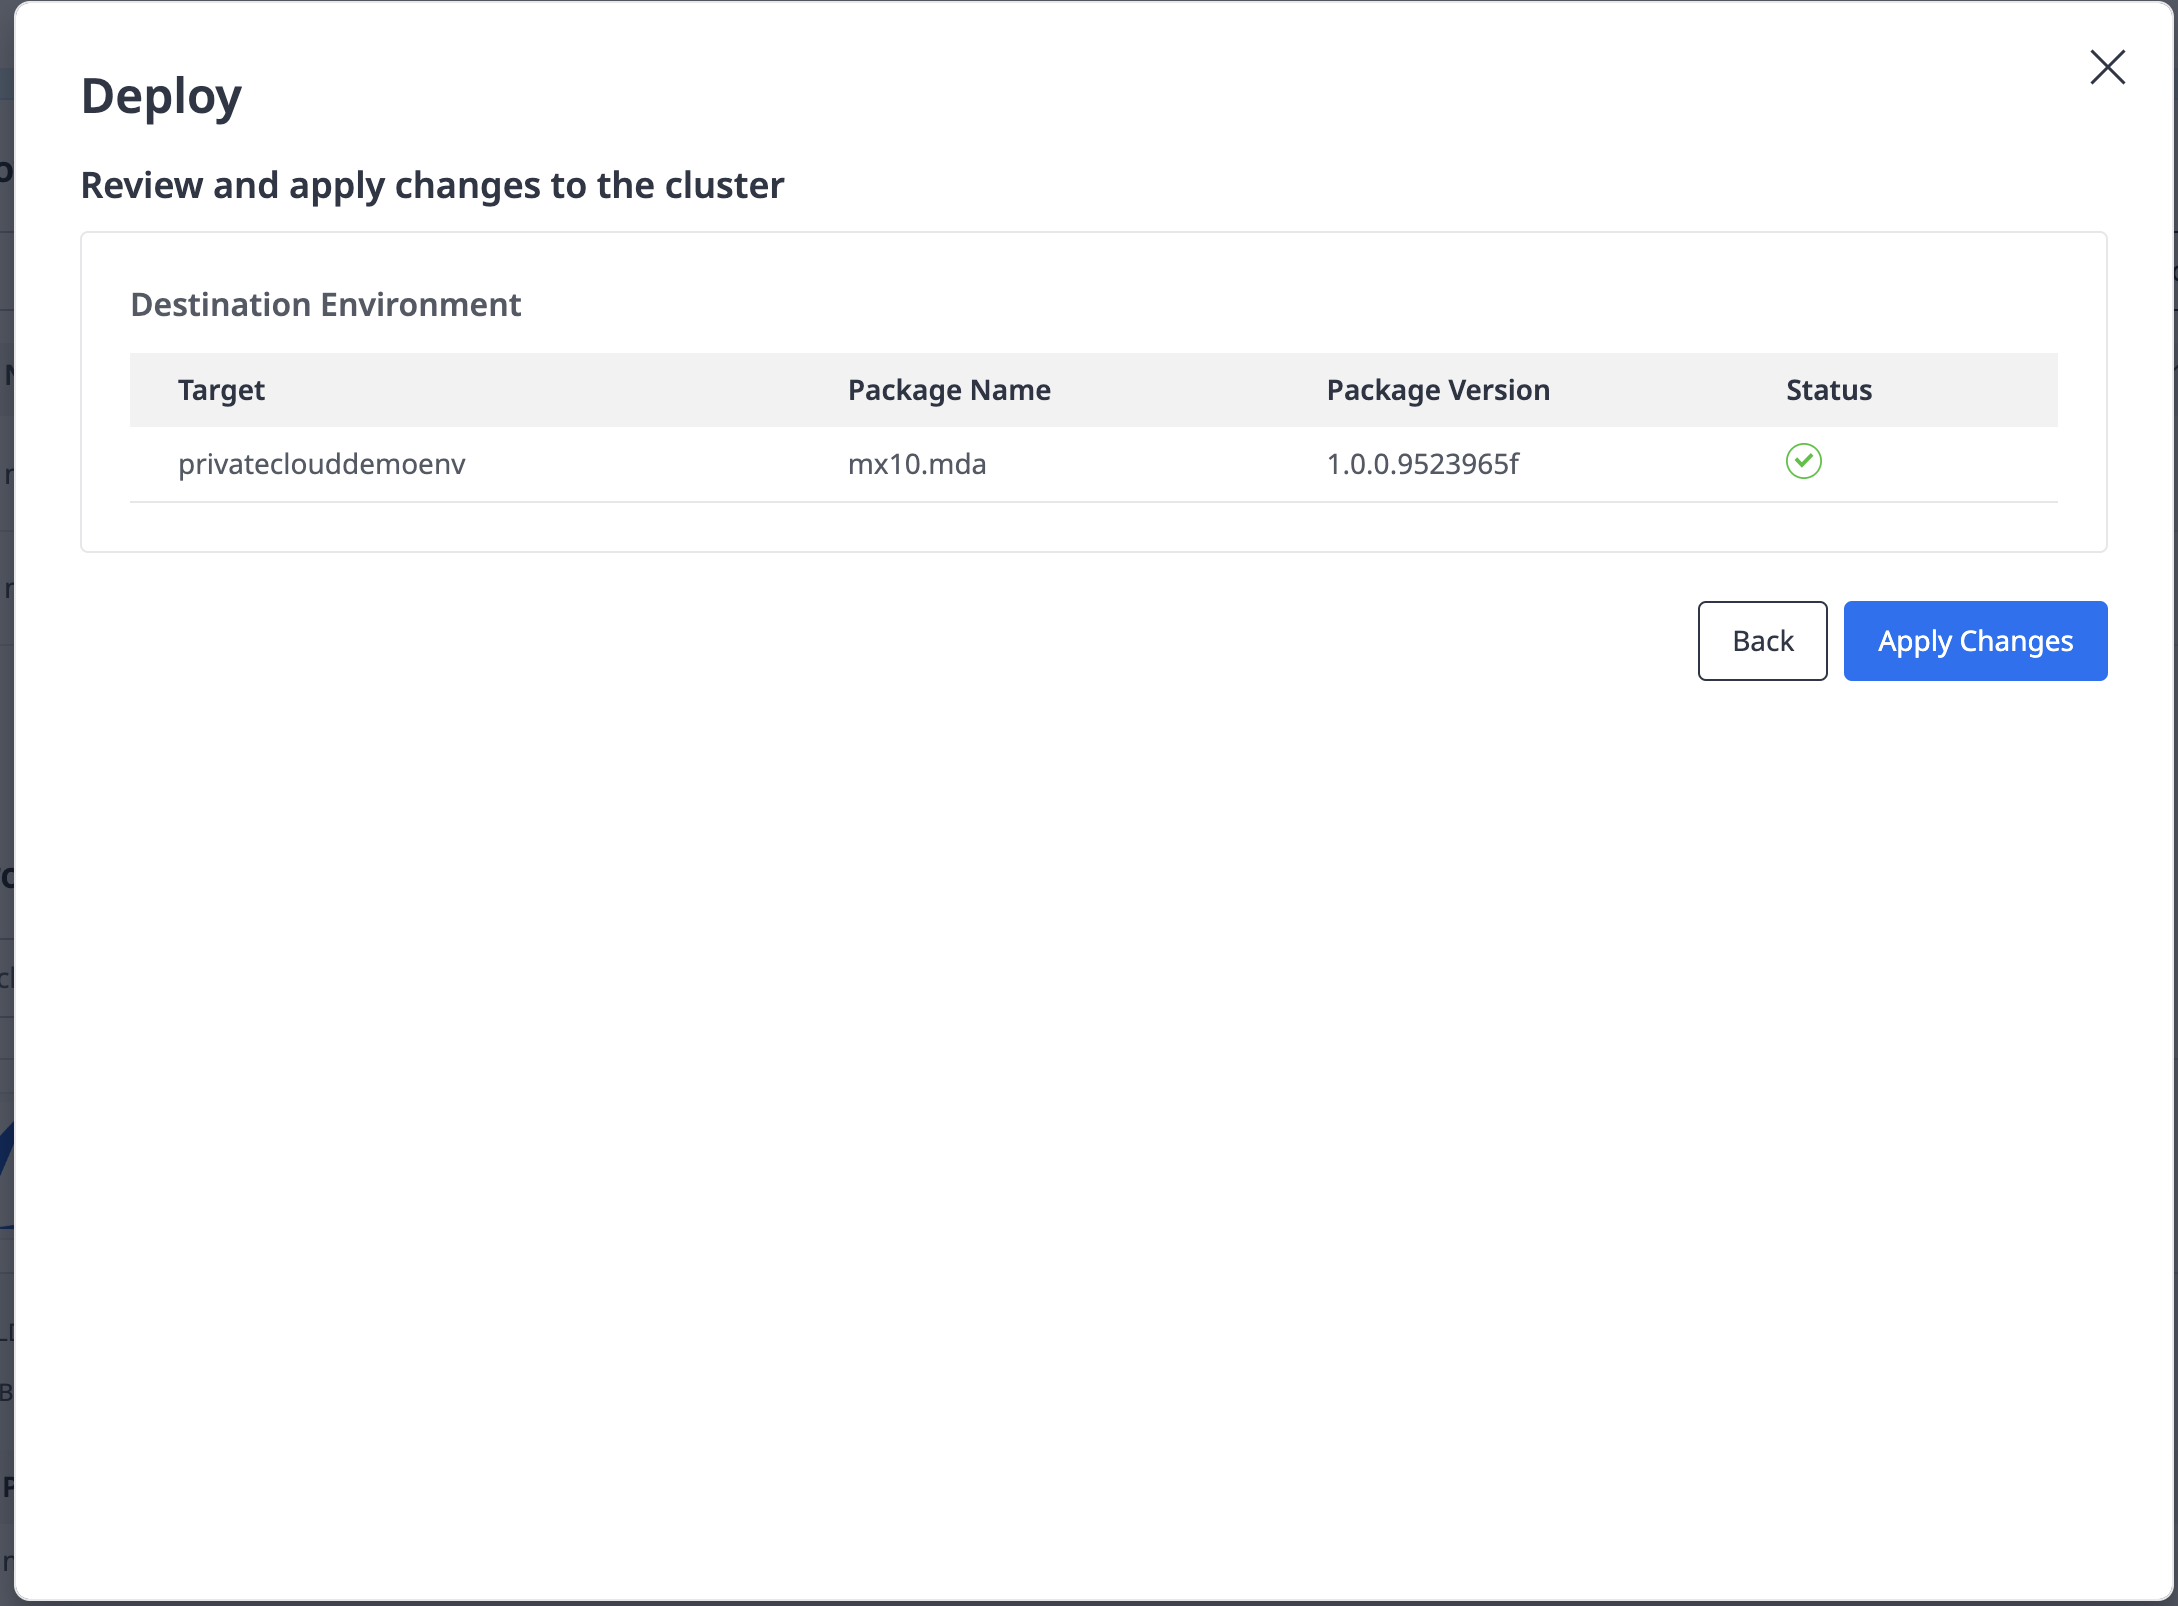 Deploy
Review and apply changes to the cluster
Destination Environment
Target Package Name Package Version Status
privateclouddemoenv mx10.mda 1.0.0.9523965f
Back Apply Changes